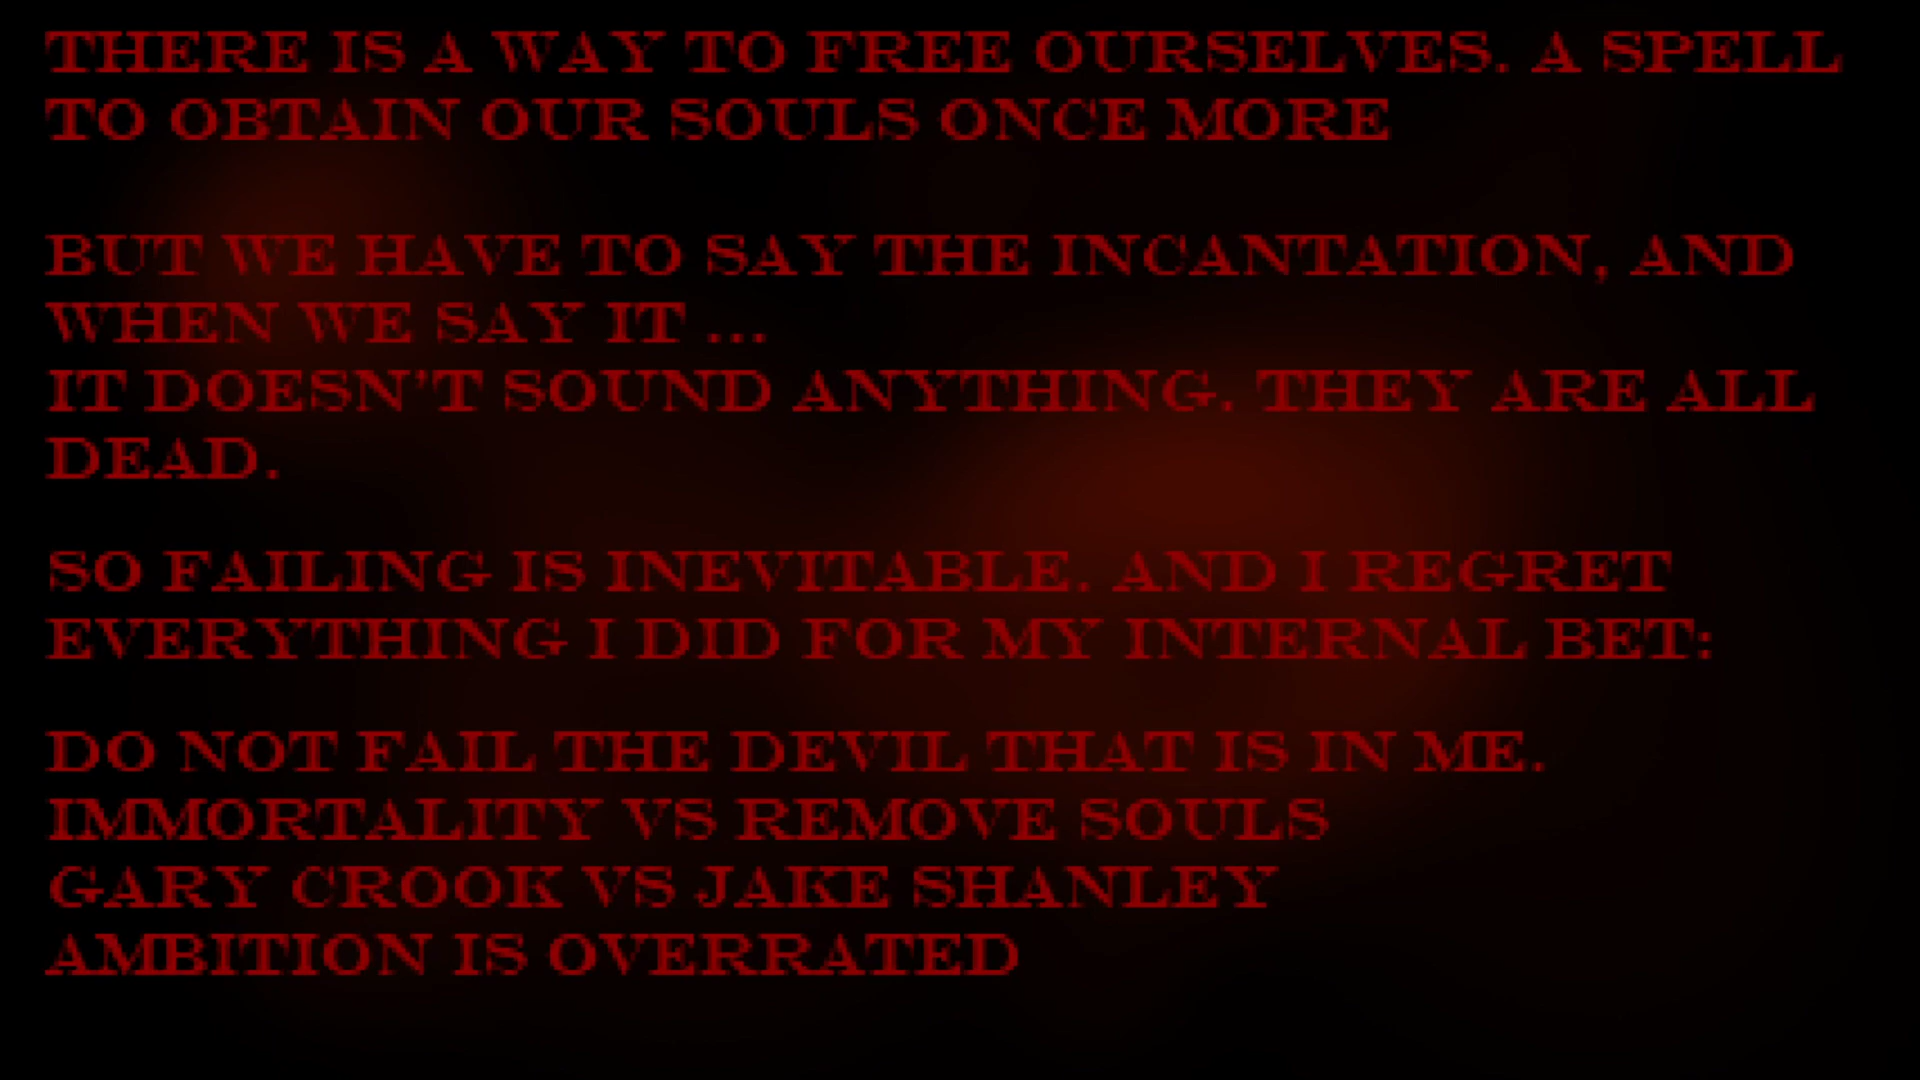 THERE IS A WAY TO FREE OURSELVES. A SPELL
TO OBTAIN OUR SOULS ONCE MORE
BUT WE HAVE TO SAY THE INCANTATION, AND
WHEN WE SAY IT ...
IT DOESN'T SOUND ANYTHING. THEY ARE ALL
DEAD.
SO FAILING IS INEVITABLE. AND I REGRET
EVERYTHING I DID FOR MY INTERNAL BET:
DO NOT FAIL THE DEVIL THAT IS IN ME.
IMMORTALITY VS REMOVE SOULS
GARY CROOK VS JAKE SHANLEY
AMBITION IS OVERRATED